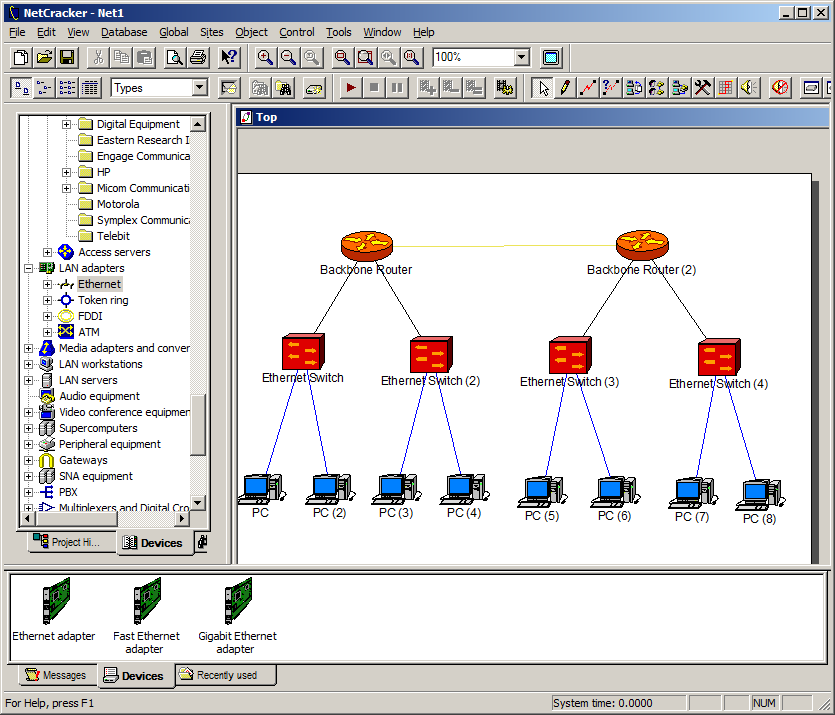 NetCracker - Net1
File Edit View Database Global Sites Object Control Tools Window Help
100%
Types
Top
Digital Equipment
Eastern Research I
Engage Communica
HP
Micom Communicati
Motorola
Symplex Communica
Telebit
Access servers
LAN adapters
Ethernet
Token ring
FDDI
ATM
Media adapters and conver
LAN workstations
LAN servers
Audio equipment
Video conference equipmen
Supercomputers
Peripheral equipment
Gateways
SNA equipment
PBX
Multiplexers and Digital Cro
Project Hi...
Devices
Backbone Router
Backbone Router (2)
Ethernet Switch
Ethernet Switch (2)
Ethernet Switch (3)
Ethernet Switch (4)
PC
PC (2)
PC (3)
PC (4)
PC (5)
PC (6)
PC (7)
PC (8)
Ethernet adapter
Fast Ethernet
adapter
Gigabit Ethernet
adapter
Messages
Devices
Recently used
For Help, press F1
System time: 0.0000
NUM